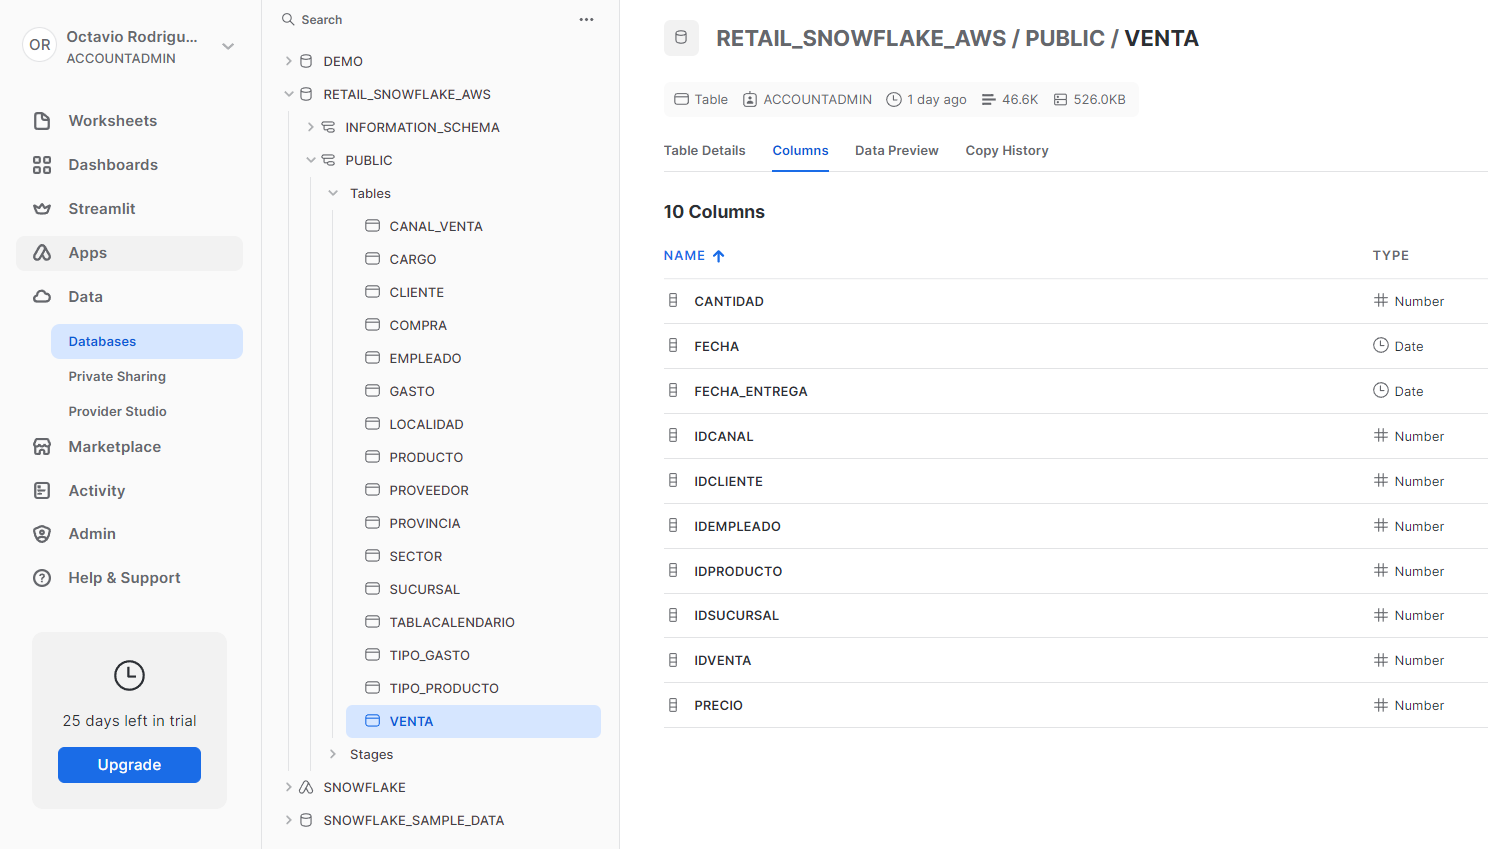 OR
Octavio Rodrigu...
ACCOUNTADMIN
Worksheets
Dashboards
Streamlit
Apps
Data
Databases
Private Sharing
Provider Studio
Marketplace
Activity
Admin
Help & Support
25 days left in trial
Upgrade
Search
DEMO
RETAIL_SNOWFLAKE_AWS
INFORMATION_SCHEMA
PUBLIC
Tables
CANAL_VENTA
CARGO
CLIENTE
COMPRA
EMPLEADO
GASTO
LOCALIDAD
PRODUCTO
PROVEEDOR
PROVINCIA
SECTOR
SUCURSAL
TABLACALENDARIO
TIPO_GASTO
TIPO_PRODUCTO
VENTA
Stages
SNOWFLAKE
SNOWFLAKE_SAMPLE_DATA
RETAIL_SNOWFLAKE_AWS / PUBLIC / VENTA
Table ACCOUNTADMIN 1 day ago 46.6K 526.0KB
Table Details Columns Data Preview Copy History
10 Columns
NAME TYPE
CANTIDAD Number
FECHA Date
FECHA_ENTREGA Date
IDCANAL Number
IDCLIENTE Number
IDEMPLEADO Number
IDPRODUCTO Number
IDSUCURSAL Number
IDVENTA Number
PRECIO Number